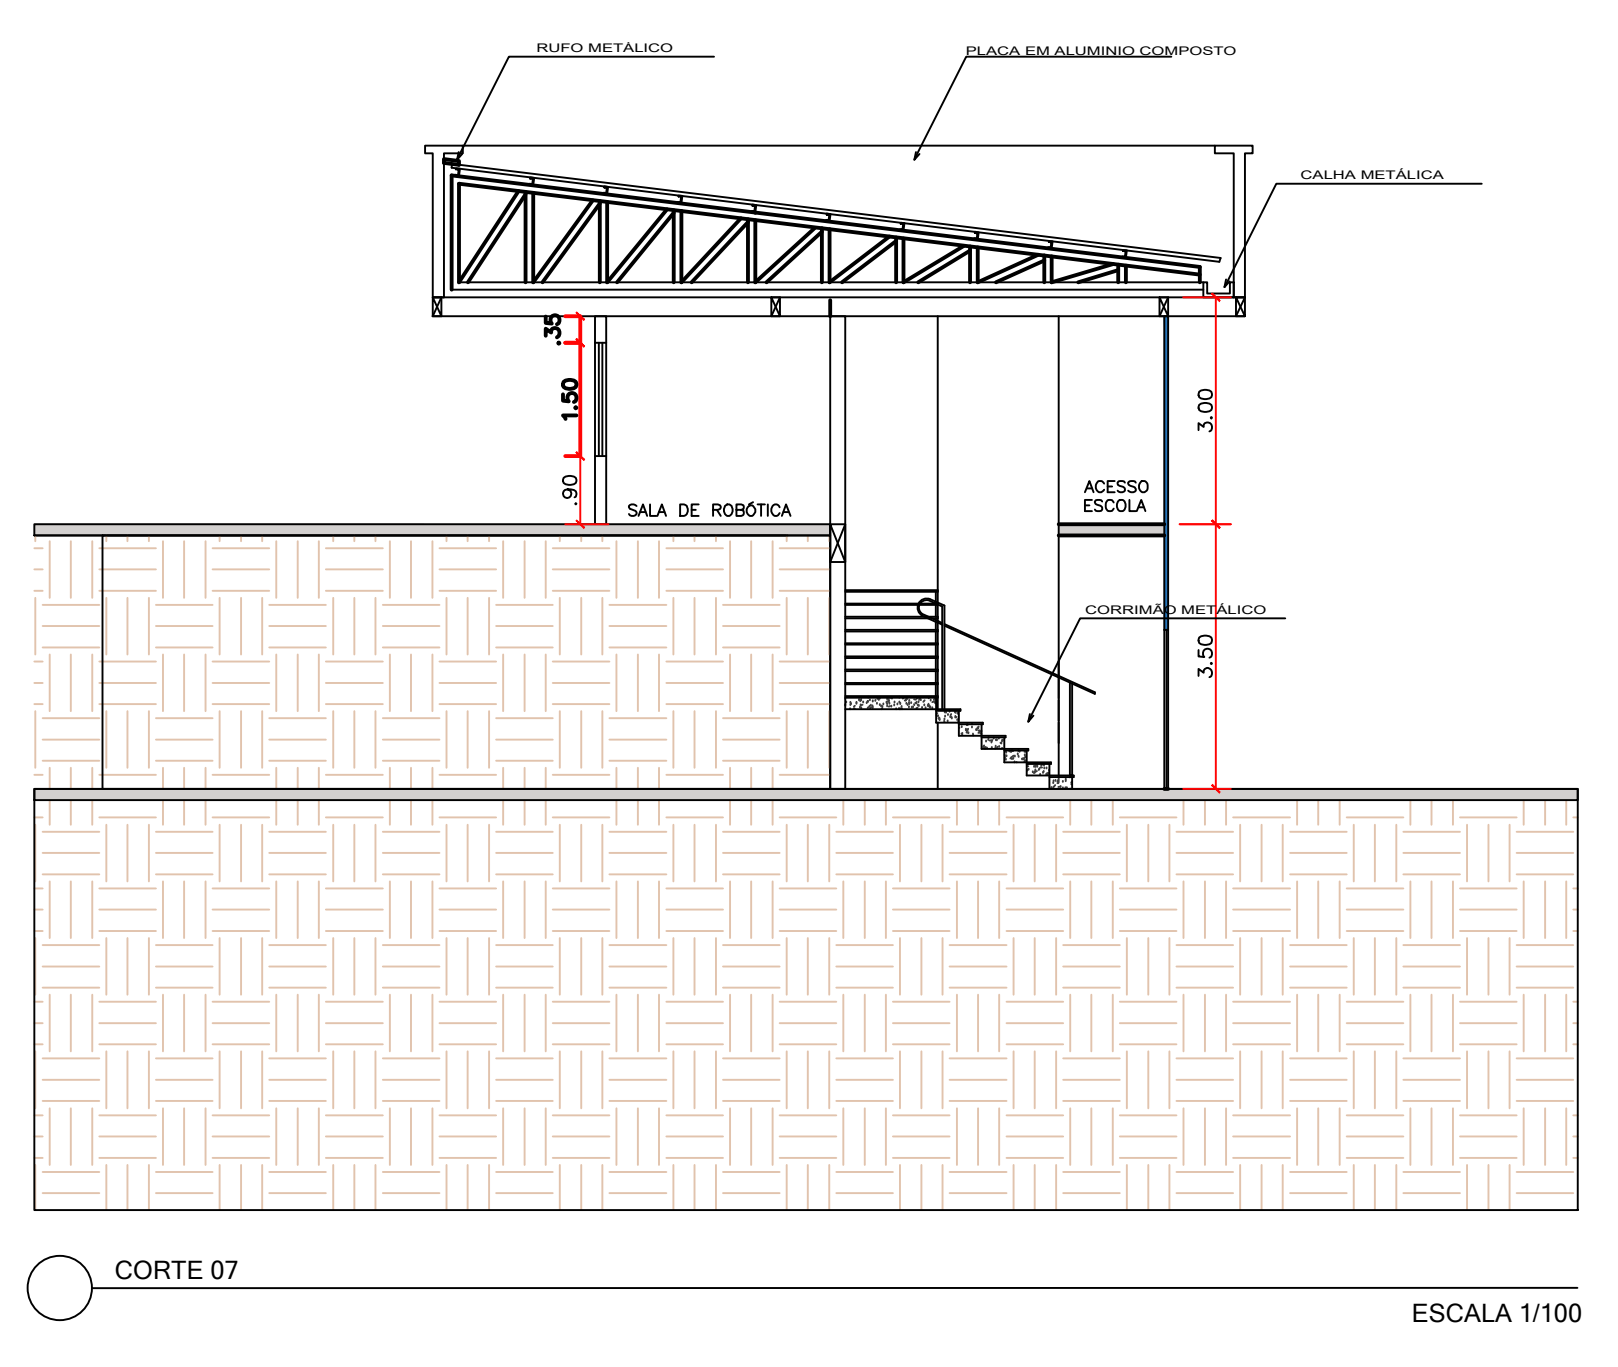 RUFO METÁLICO
PLACA EM ALUMINIO COMPOSTO
CALHA METÁLICA
.35
1.50
.90
3.00
SALA DE ROBÓTICA
ACESSO
ESCOLA
CORRIMÃO METÁLICO
3.50
CORTE 07
ESCALA 1/100